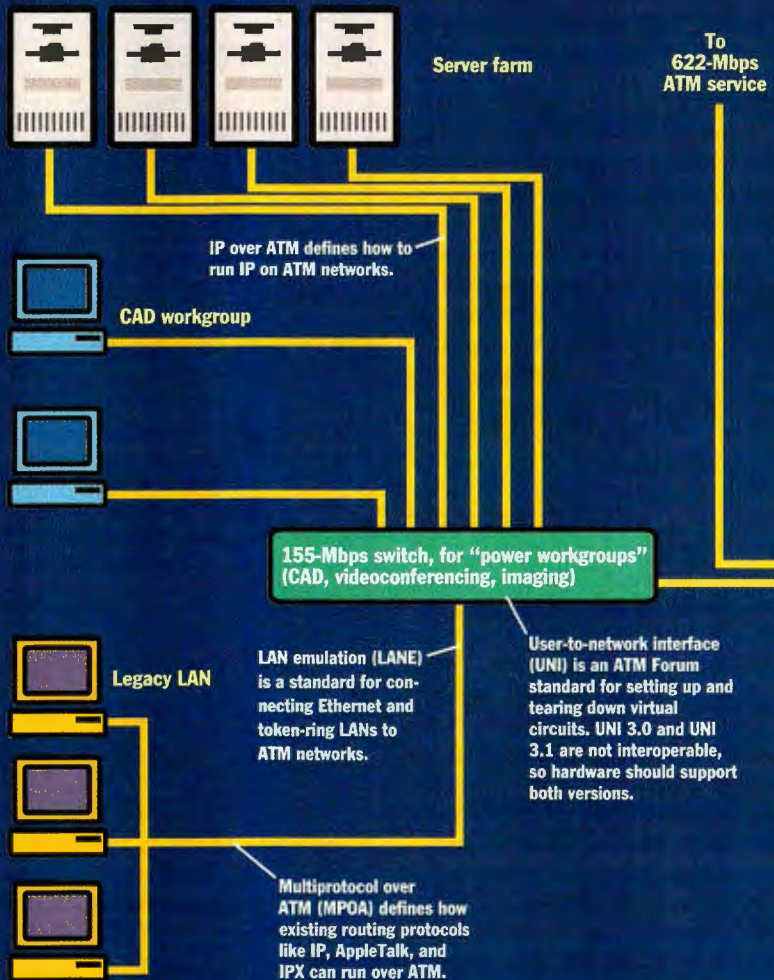 Server farm
To
622-Mbps
ATM service
IP over ATM defines how to
run IP on ATM networks.
CAD workgroup
155-Mbps switch, for “power workgroups”
(CAD, videoconferencing, imaging)
Legacy LAN
LAN emulation (LANE)
is a standard for con-
necting Ethernet and
token-ring LANs to
ATM networks.
User-to-network interface
(UNI) is an ATM Forum
standard for setting up and
tearing down virtual
circuits. UNI 3.0 and UNI
3.1 are not interoperable,
so hardware should support
both versions.
Multiprotocol over
ATM (MPOA) defines how
existing routing protocols
like IP, AppleTalk, and
IPX can run over ATM.